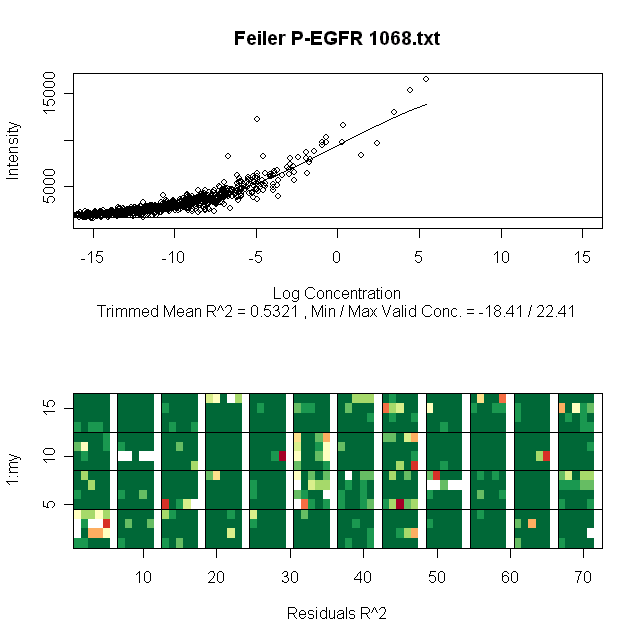 Feiler P-EGFR 1068.txt
Intensity
15000
5000
-15 -10 -5 0 5 10 15
Log Concentration
Trimmed Mean R^2 = 0.5321 , Min / Max Valid Conc. = -18.41 / 22.41
1:my
15
10
5
10 20 30 40 50 60 70
Residuals R^2